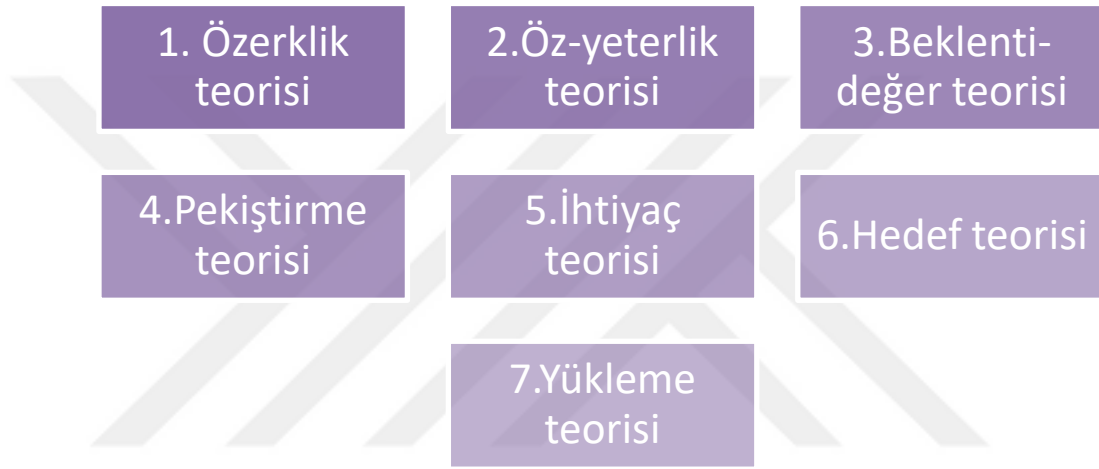 1. Özerklik
teorisi
2.Öz-yeterlik
teorisi
3.Beklenti-
değer teorisi
4.Pekiştirme
teorisi
5.İhtiyaç
teorisi
6.Hedef teorisi
7.Yükleme
teorisi